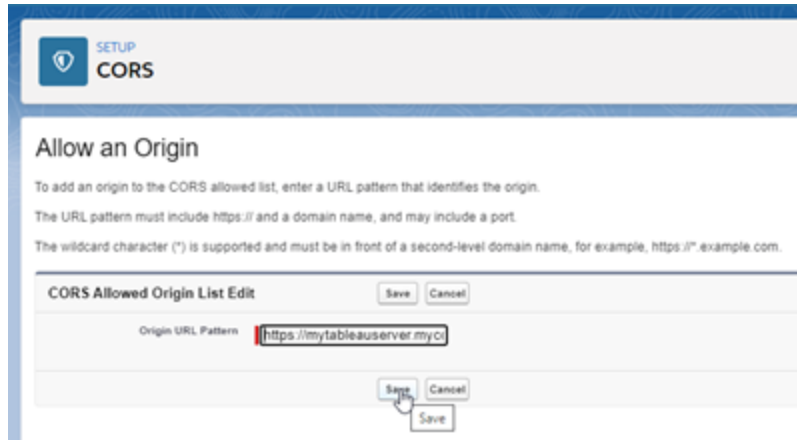 SETUP
CORS
Allow an Origin
To add an origin to the CORS allowed list, enter a URL pattern that identifies the origin.
The URL pattern must include https:// and a domain name, and may include a port.
The wildcard character (*) is supported and must be in front of a second-level domain name, for example, https://*.example.com.
CORS Allowed Origin List Edit
Save Cancel
Origin URL Pattern https://mytableauserver.myco
Save Cancel
Save